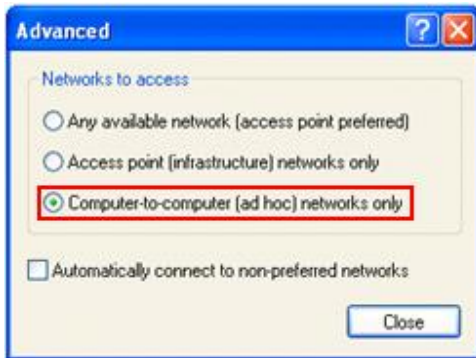 Advanced
Networks to access
Any available network (access point preferred)
Access point (infrastructure) networks only
Computer-to-computer (ad hoc) networks only
Automatically connect to non-preferred networks
Close